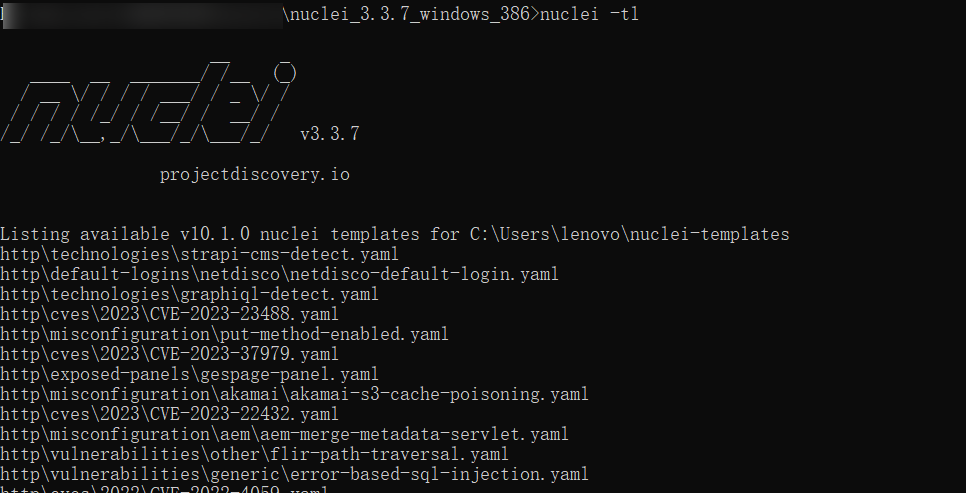 \nuclei_3.3.7_windows_386>nuclei -tl
nuclei v3.3.7
projectdiscovery.io
Listing available v10.1.0 nuclei templates for C:\Users\lenovo\nuclei-templates
http\technologies\strapi-cms-detect.yaml
http\default-logins\netdisco\netdisco-default-login.yaml
http\technologies\graphiql-detect.yaml
http\cves\2023\CVE-2023-23488.yaml
http\misconfiguration\put-method-enabled.yaml
http\cves\2023\CVE-2023-37979.yaml
http\exposed-panels\gespage-panel.yaml
http\misconfiguration\akamai\akamai-s3-cache-poisoning.yaml
http\cves\2023\CVE-2023-22432.yaml
http\misconfiguration\aem\aem-merge-metadata-servlet.yaml
http\vulnerabilities\other\flir-path-traversal.yaml
http\vulnerabilities\generic\error-based-sql-injection.yaml